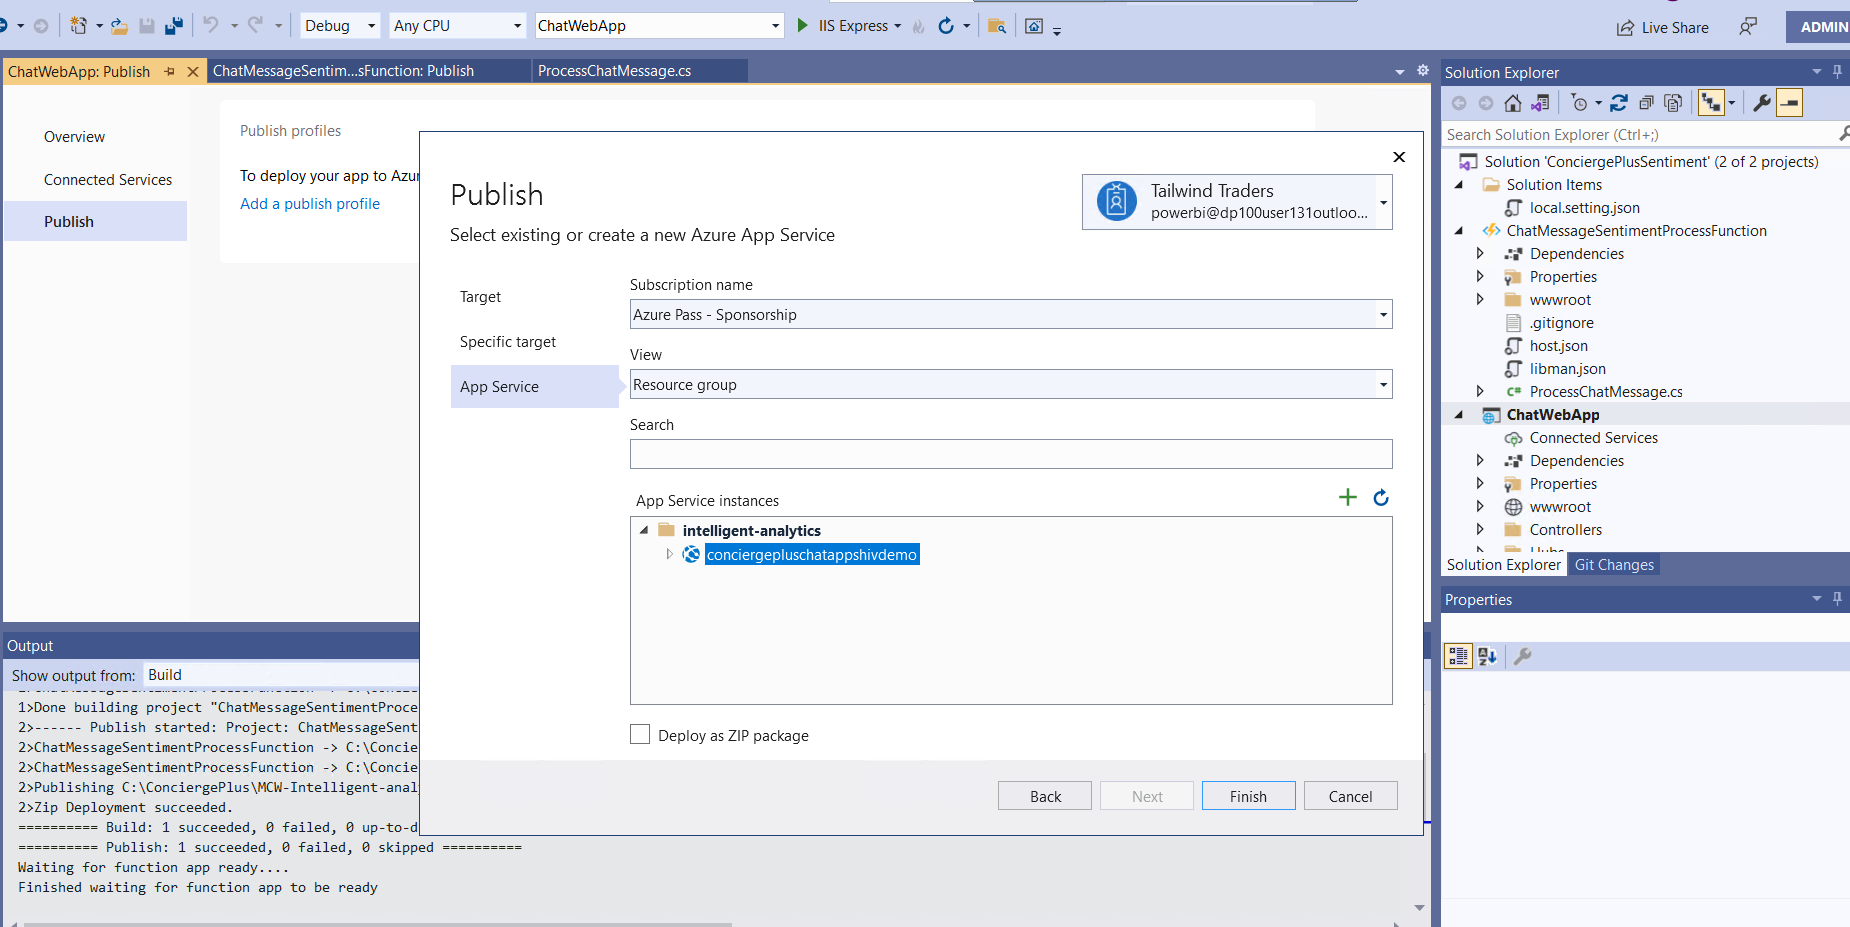 Debug
Any CPU
ChatWebApp
IIS Express
Live Share
ADMIN
ChatWebApp: Publish
ChatMessageSentim...sFunction: Publish
ProcessChatMessage.cs
Overview
Connected Services
Publish
Publish profiles
To deploy your app to Azur
Add a publish profile
Publish
Select existing or create a new Azure App Service
Tailwind Traders
powerbi@dp100user131outloo...
Target
Specific target
App Service
Subscription name
Azure Pass - Sponsorship
View
Resource group
Search
App Service instances
intelligent-analytics
conciergepluschatappshivdemo
Deploy as ZIP package
Back
Next
Finish
Cancel
Output
Show output from:
Build
1>Done building project "ChatMessageSentimentProce
2>------ Publish started: Project: ChatMessageSent
2>ChatMessageSentimentProcessFunction -> C:\Concie
2>ChatMessageSentimentProcessFunction -> C:\Concie
2>Publishing C:\ConciergePlus\MCW-Intelligent-anal
2>Zip Deployment succeeded.
========== Build: 1 succeeded, 0 failed, 0 up-to-d
========== Publish: 1 succeeded, 0 failed, 0 skipped ==========
Waiting for function app ready....
Finished waiting for function app to be ready
Solution Explorer
Search Solution Explorer (Ctrl+;)
Solution 'ConciergePlusSentiment' (2 of 2 projects)
Solution Items
local.setting.json
ChatMessageSentimentProcessFunction
Dependencies
Properties
wwwroot
.gitignore
host.json
libman.json
C# ProcessChatMessage.cs
ChatWebApp
Connected Services
Dependencies
Properties
wwwroot
Controllers
Hubs
Solution Explorer
Git Changes
Properties